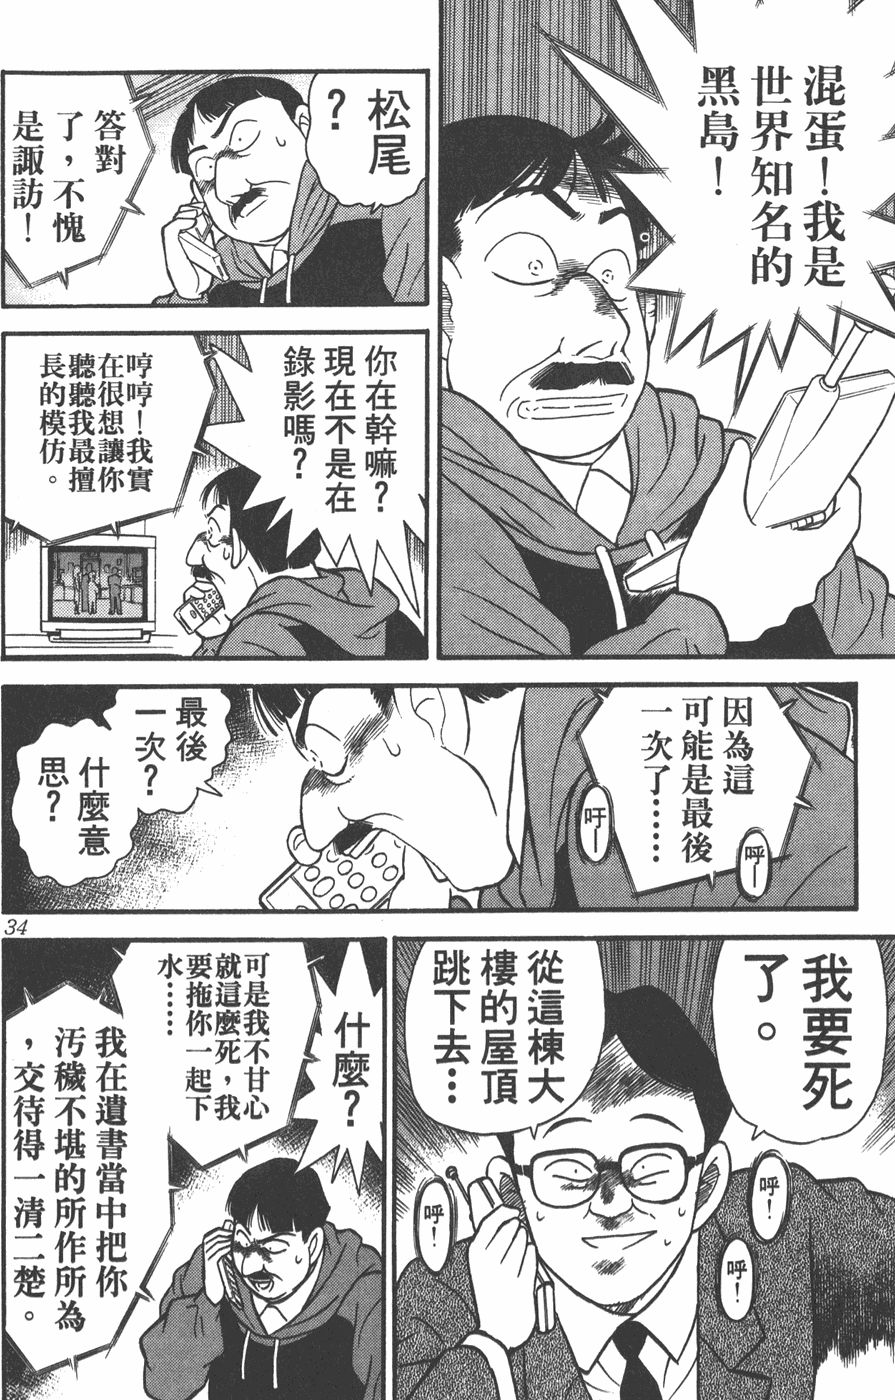 混蛋！我是
世界知名的
黑島！
松尾
？
答對
了，不愧
是諏訪！
你在幹嘛？
現在不是在
錄影嗎？
哼哼！我實
在很想讓你
聽聽我最擅
長的模仿。
因為這
可能是最後
一次了……
呼—
吁—
最後
一次？
什麼意
思？
我要死
了。
從這棟大
樓的屋頂
跳下去…
呼！
呼！
呼！
什麼？
可是我不甘心
就這麼死，我
要拖你一起下
水……
我在遺書當中把你
污穢不堪的所作所為
，交待得一清二楚。
34